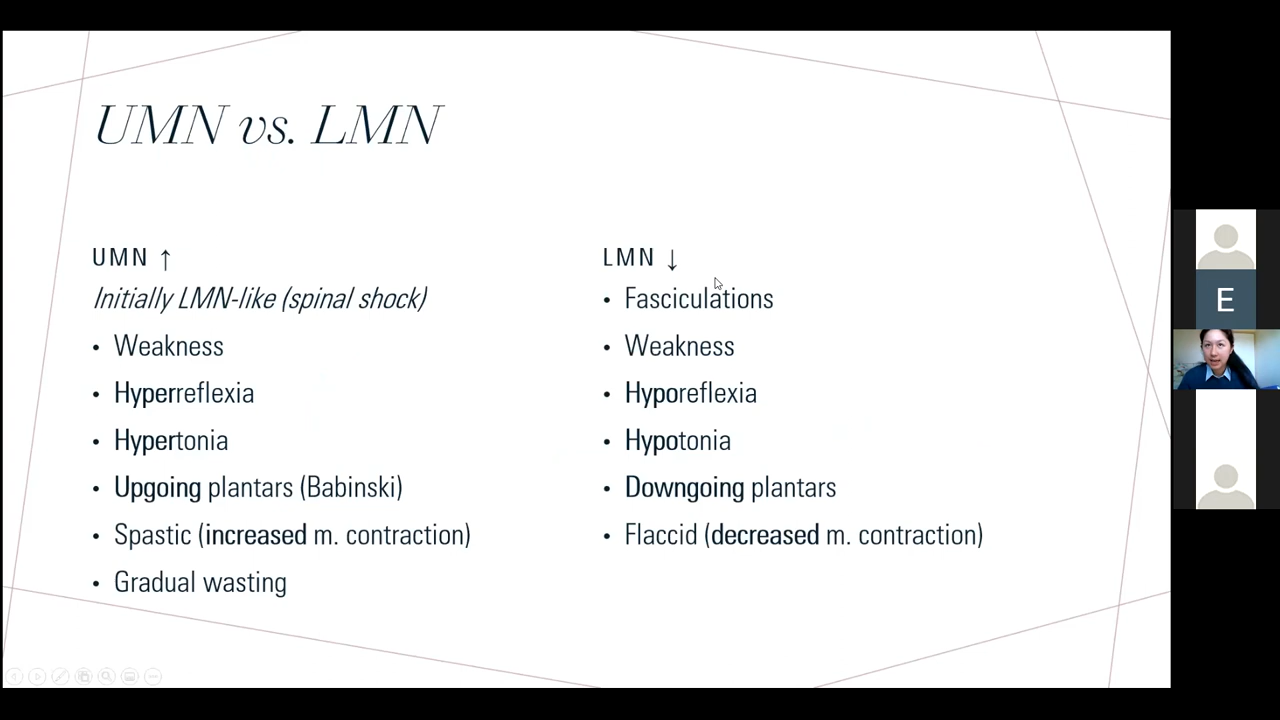 UMN vs. LMN
UMN ↑
Initially LMN-like (spinal shock)
• Weakness
• Hyperreflexia
• Hypertonia
• Upgoing plantars (Babinski)
• Spastic (increased m. contraction)
• Gradual wasting
LMN ↓
• Fasciculations
• Weakness
• Hyporeflexia
• Hypotonia
• Downgoing plantars
• Flaccid (decreased m. contraction)
E